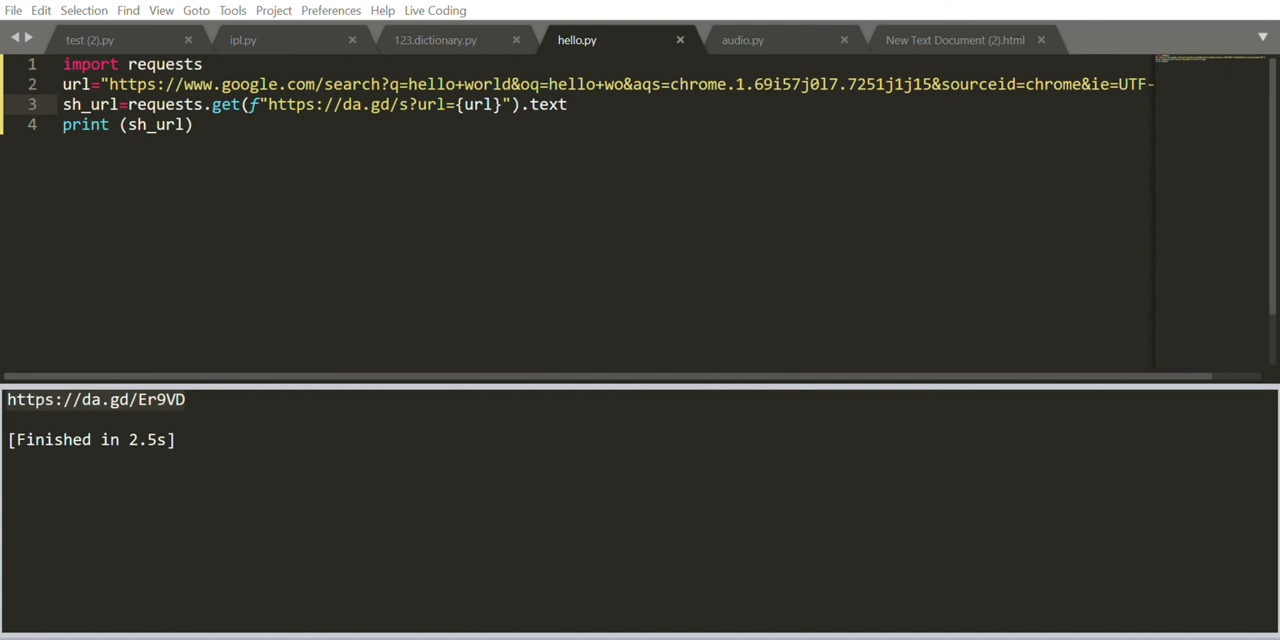 File Edit Selection Find View Goto Tools Project Preferences Help Live Coding
test (2).py ipl.py 123.dictionary.py hello.py audio.py New Text Document (2).html
1 import requests
2 url="https://www.google.com/search?q=hello+world&oq=hello+wo&aqs=chrome.1.69i57j0l7.7251j1j15&sourceid=chrome&ie=UTF-
3 sh_url=requests.get(f"https://da.gd/s?url={url}").text
4 print (sh_url)
https://da.gd/Er9VD
[Finished in 2.5s]